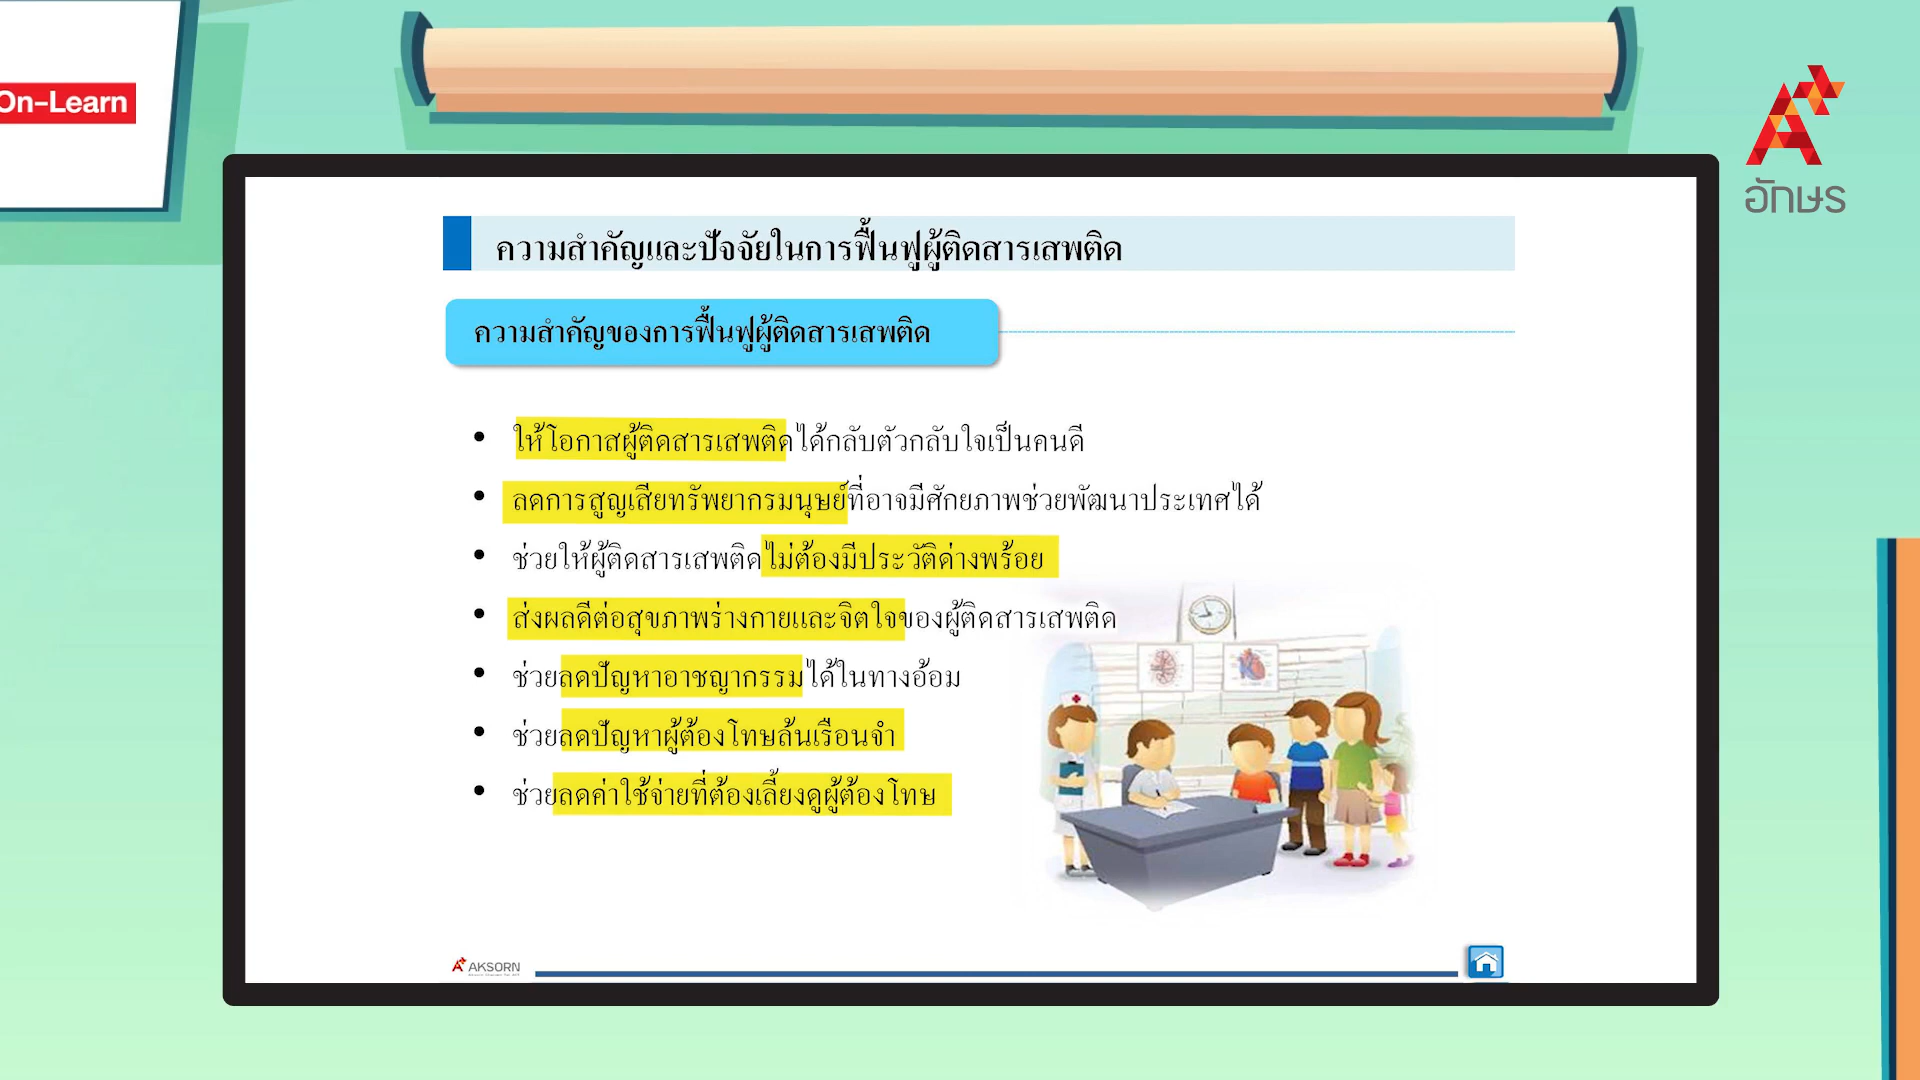 On-Learn
อักษร
ความสำคัญและปัจจัยในการฟื้นฟูผู้ติดสารเสพติด
ความสำคัญของการฟื้นฟูผู้ติดสารเสพติด
• ให้โอกาสผู้ติดสารเสพติดได้กลับตัวกลับใจเป็นคนดี
• ลดการสูญเสียทรัพยากรมนุษย์ที่อาจมีศักยภาพช่วยพัฒนาประเทศได้
• ช่วยให้ผู้ติดสารเสพติดไม่ต้องมีประวัติด่างพร้อย
• ส่งผลดีต่อสุขภาพร่างกายและจิตใจของผู้ติดสารเสพติด
• ช่วยลดปัญหาอาชญากรรมได้ในทางอ้อม
• ช่วยลดปัญหาผู้ต้องโทษล้นเรือนจำ
• ช่วยลดค่าใช้จ่ายที่ต้องเลี้ยงดูผู้ต้องโทษ
AKSORN